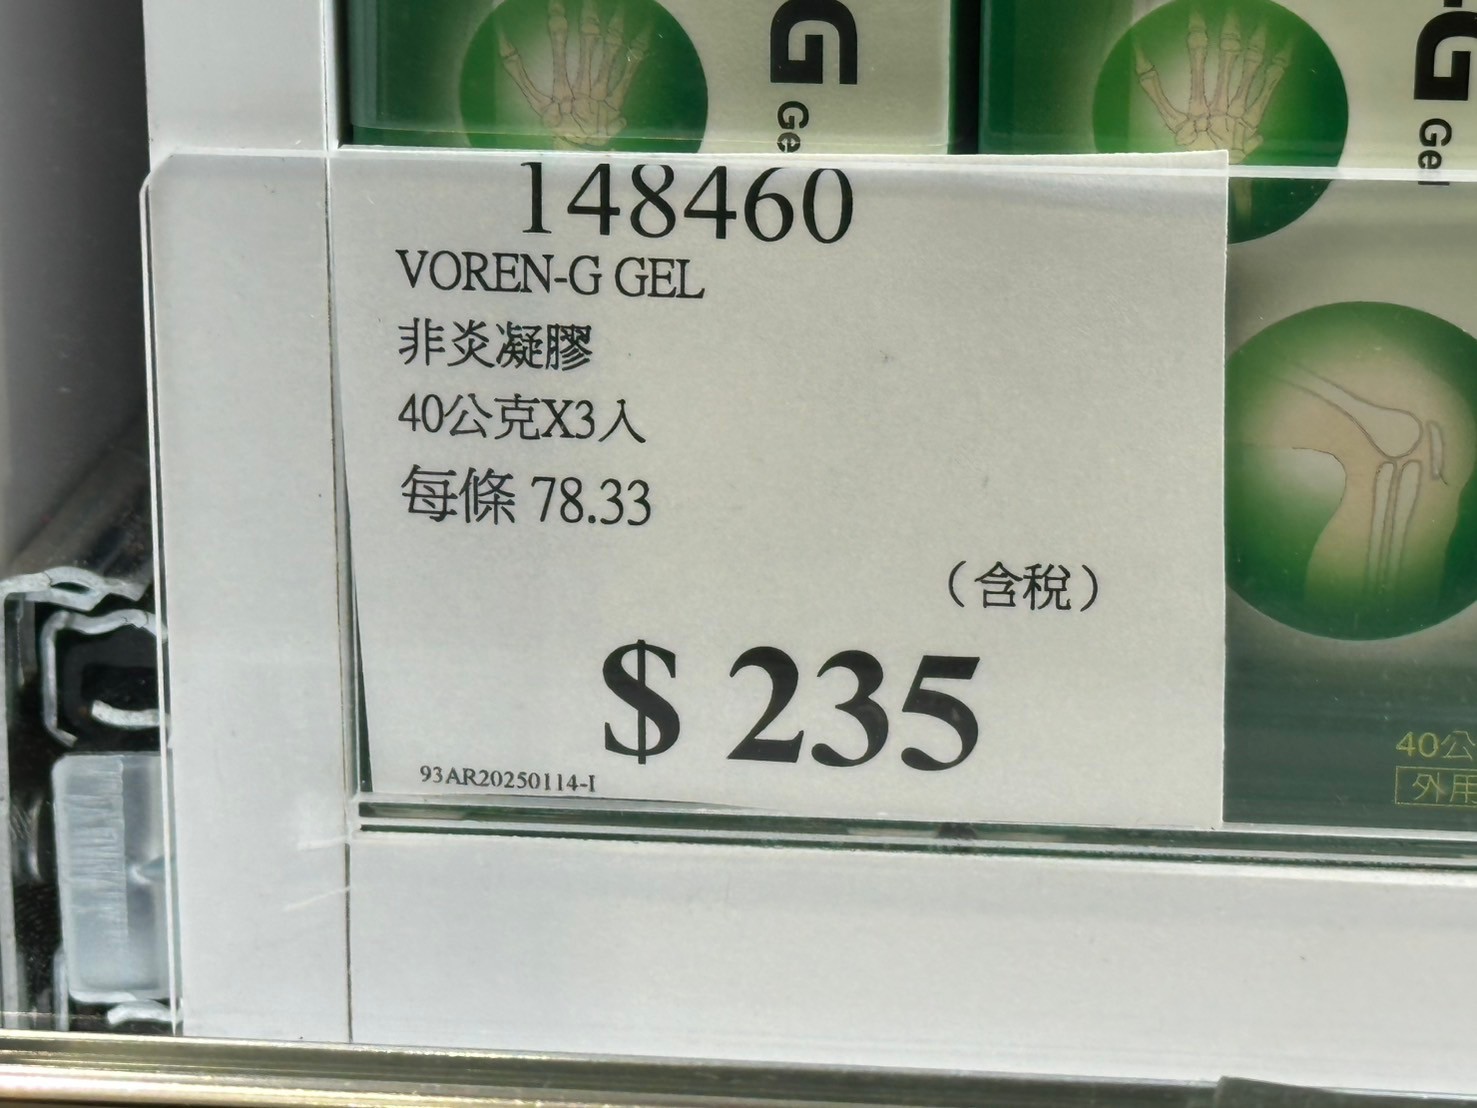 -G Gel
G Gel
148460
VOREN-G GEL
非炎凝膠
40公克X3入
每條 78.33
(含稅)
$ 235
93AR20250114-I
40公
外用